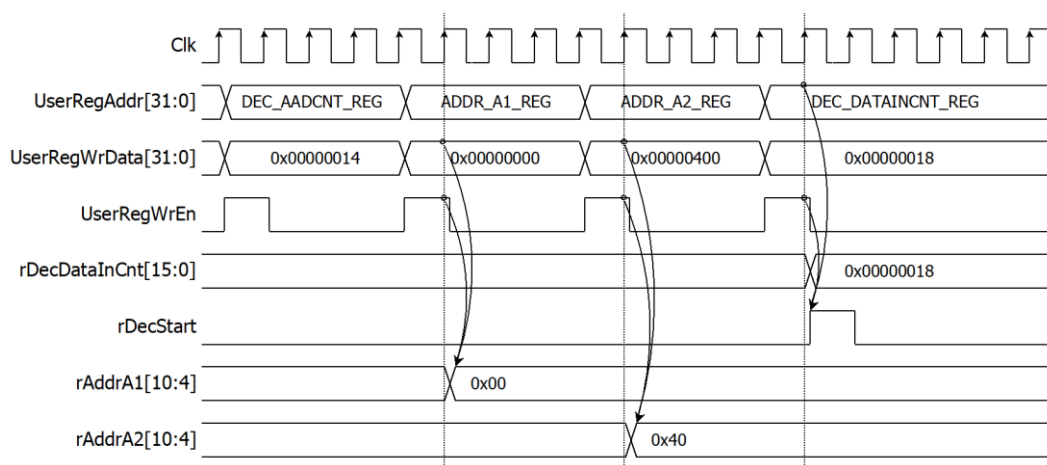 Clk
UserRegAddr[31:0] DEC_AADCNT_REG ADDR_A1_REG ADDR_A2_REG DEC_DATAINCNT_REG
UserRegWrData[31:0] 0x00000014 0x00000000 0x00000400 0x00000018
UserRegWrEn
rDecDataInCnt[15:0] 0x00000018
rDecStart
rAddrA1[10:4] 0x00
rAddrA2[10:4] 0x40